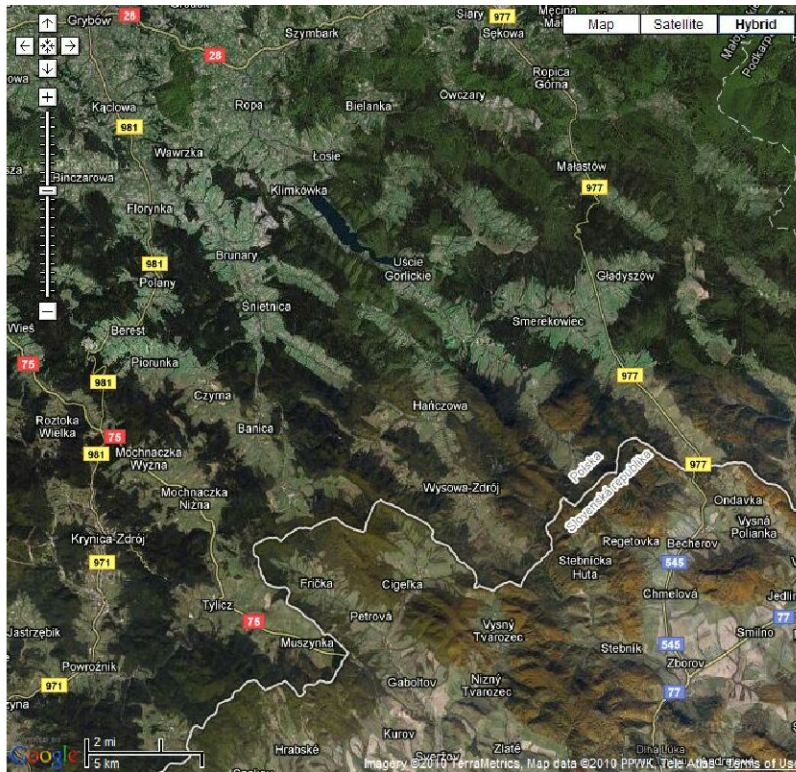 Grybów
28
Siary
977
Sękowa
Map
Satellite
Hybrid
Szymbark
28
Ropica
Górna
Kąclowa
Ropa
Bielanka
Owczary
981
Wawrzka
Łosie
Małastów
Binczarowa
Klimkówka
977
Florynka
Brunary
Uście
Gorlickie
981
Polany
Gładyszów
Śnietnica
Smerekowiec
Wieś
Berest
75
Piorunka
977
981
Czyrna
Hańczowa
Roztoka
Wielka
75
Banica
981
Mochnaczka
Wyżna
Polska
977
Slovenská republika
Wysowa-Zdrój
Mochnaczka
Niżna
Ondavka
Vyšná
Polianka
Krynica-Zdrój
Regetovka
Becherov
971
Stebnícka
Huta
545
Frička
Cigeľka
Chmeľová
Tylicz
75
Petrová
Vyšný
Tvarožec
77
Jastrzębik
Muszynka
Stebník
545
Smilno
Powroźnik
Zborov
971
Gaboltov
Nižný
Tvarožec
77
Kurov
Hrabské
Zlaté
2 mi
5 km
Google
Imagery ©2010 TerraMetrics, Map data ©2010 PPWK, Tele Atlas - Terms of Use